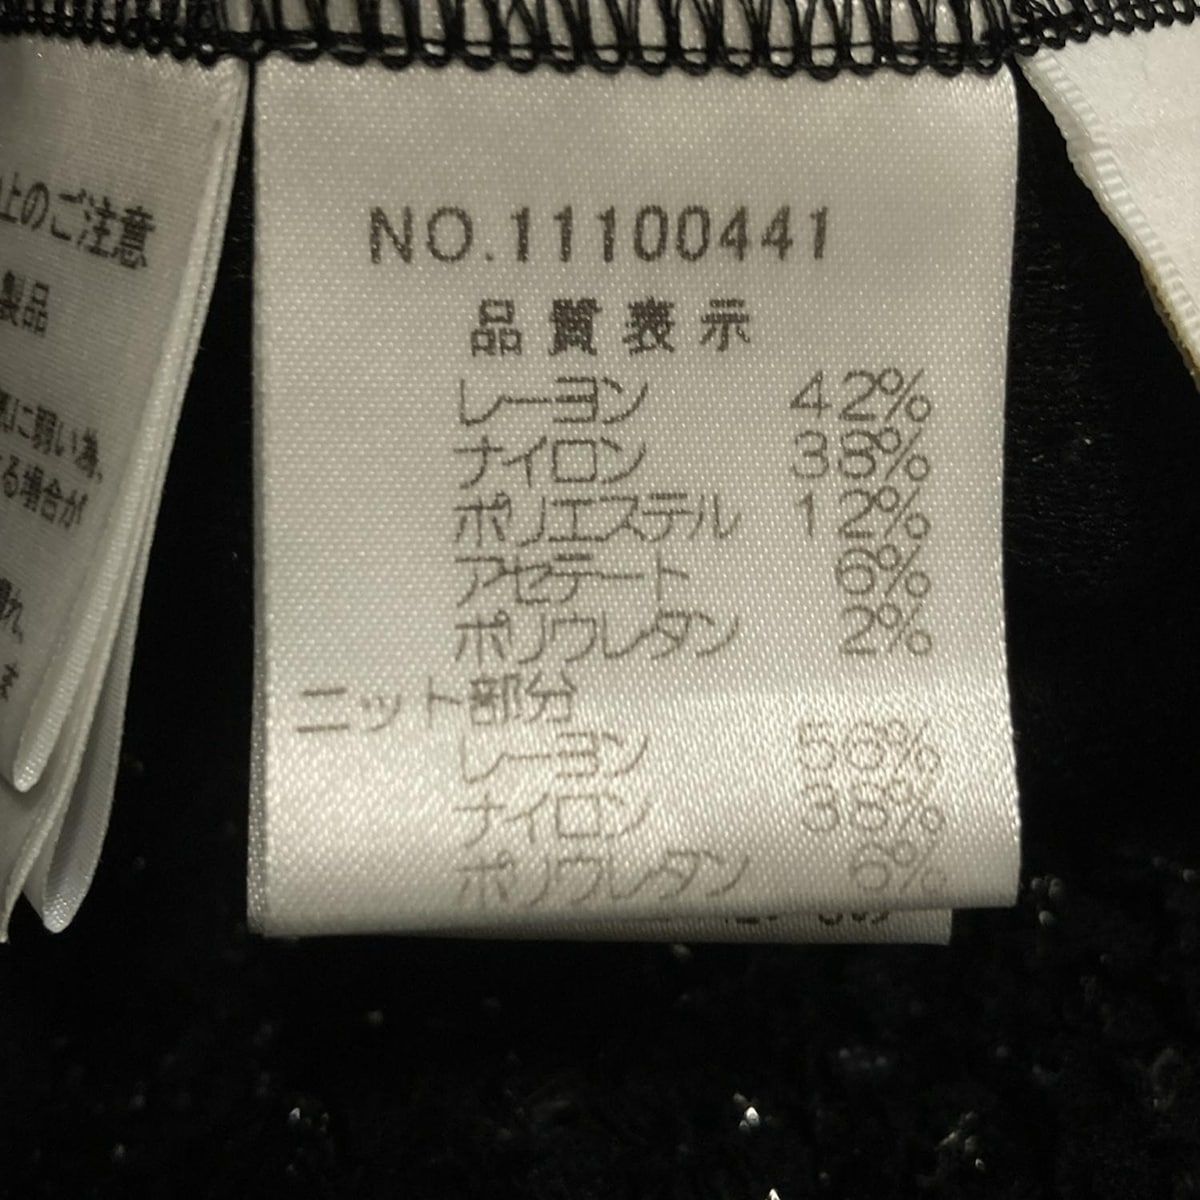 上のご注意
製品
に弱い為、
る場合が
れ、
ま
NO.11100441
品質表示
レーヨン 42%
ナイロン 38%
ポリエステル 12%
アセテート 6%
ポリウレタン 2%
ニット部分
レーヨン 56%
ナイロン 38%
ポリウレタン 6%